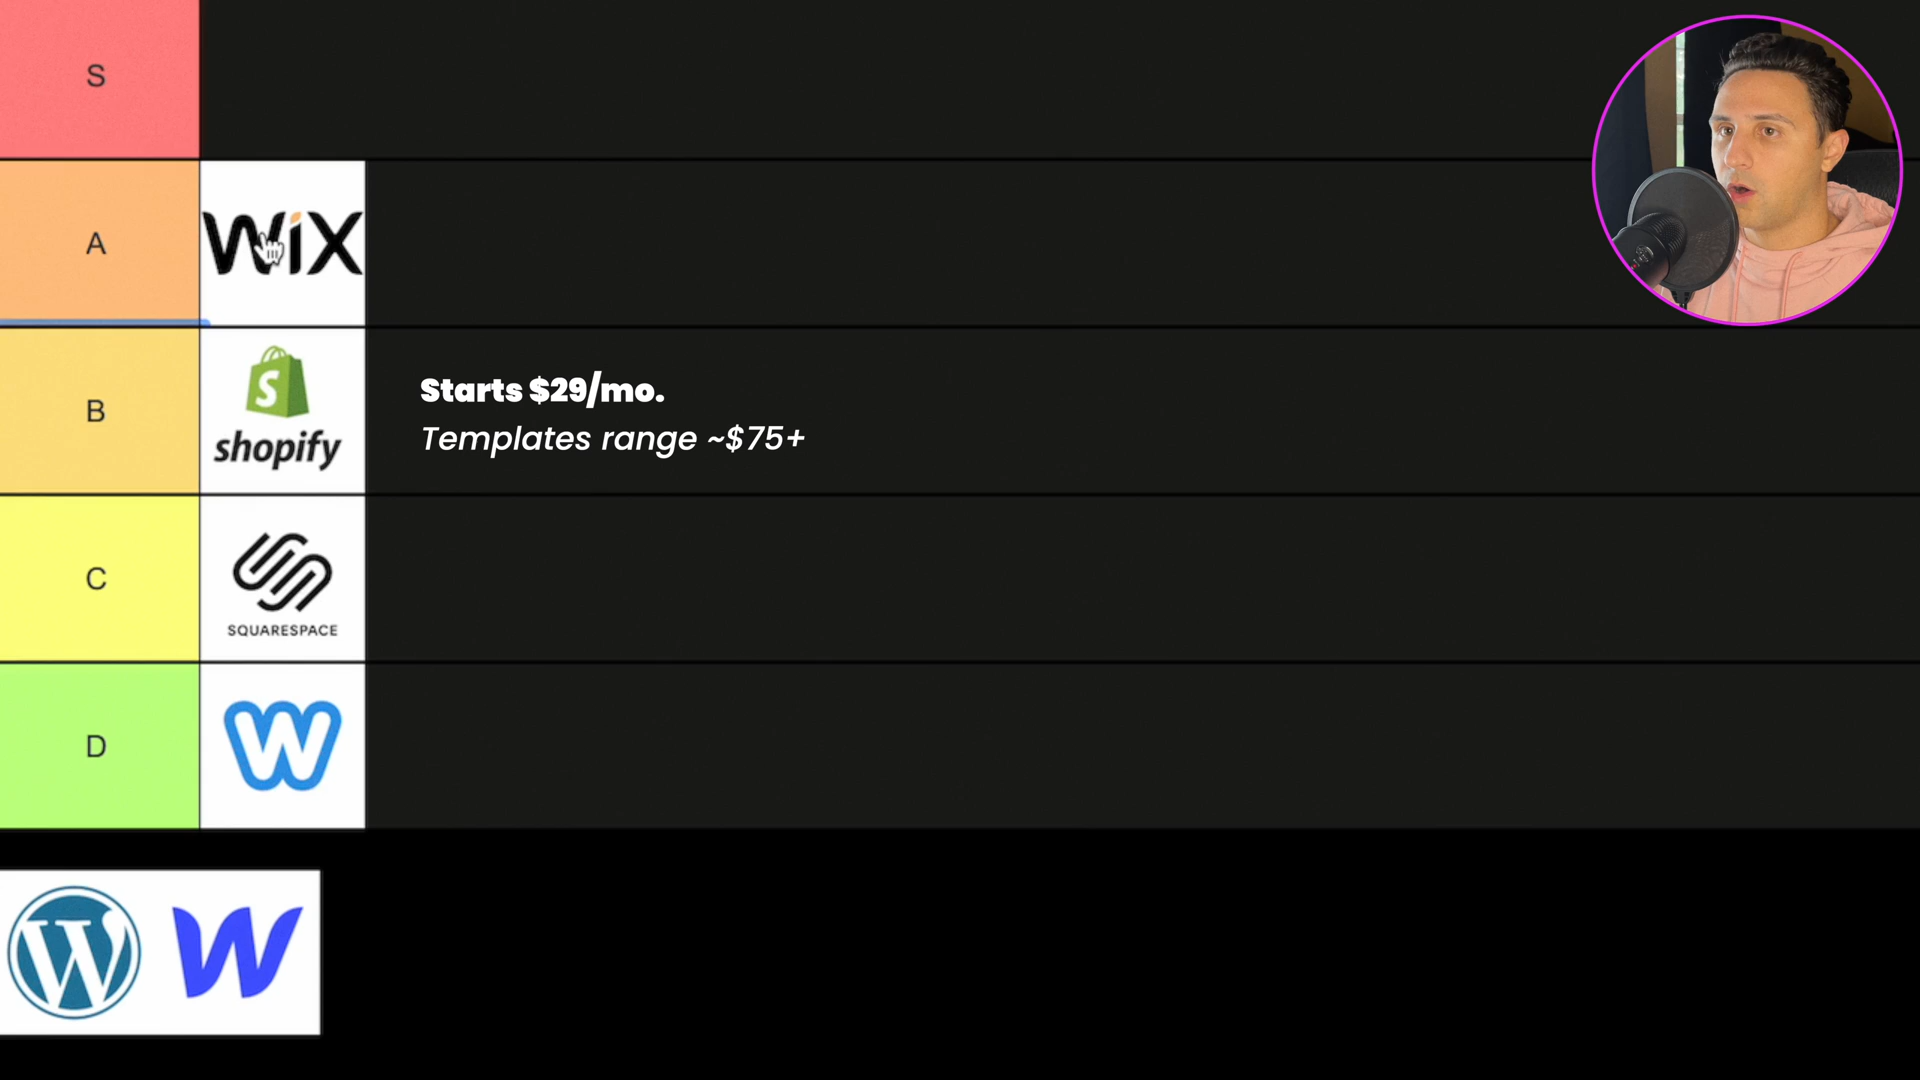 S
A
WiX
B
S
shopify
Starts $29/mo.
Templates range ~$75+
C
SQUARESPACE
D
W
W
W